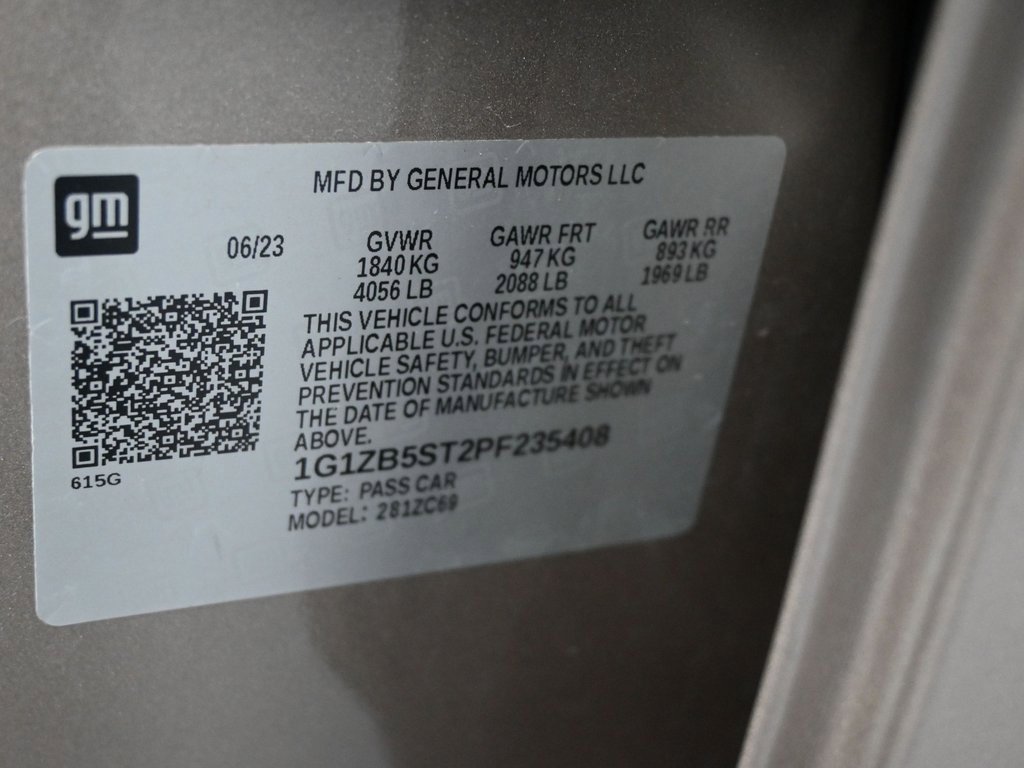 gm
MFD BY GENERAL MOTORS LLC
06/23
GVWR
1840 KG
4056 LB
GAWR FRT
947 KG
2088 LB
GAWR RR
893 KG
1969 LB
THIS VEHICLE CONFORMS TO ALL
APPLICABLE U.S. FEDERAL MOTOR
VEHICLE SAFETY, BUMPER, AND THEFT
PREVENTION STANDARDS IN EFFECT ON
THE DATE OF MANUFACTURE SHOWN
ABOVE.
1G1ZB5ST2PF235408
TYPE: PASS CAR
MODEL: 281ZC69
615G